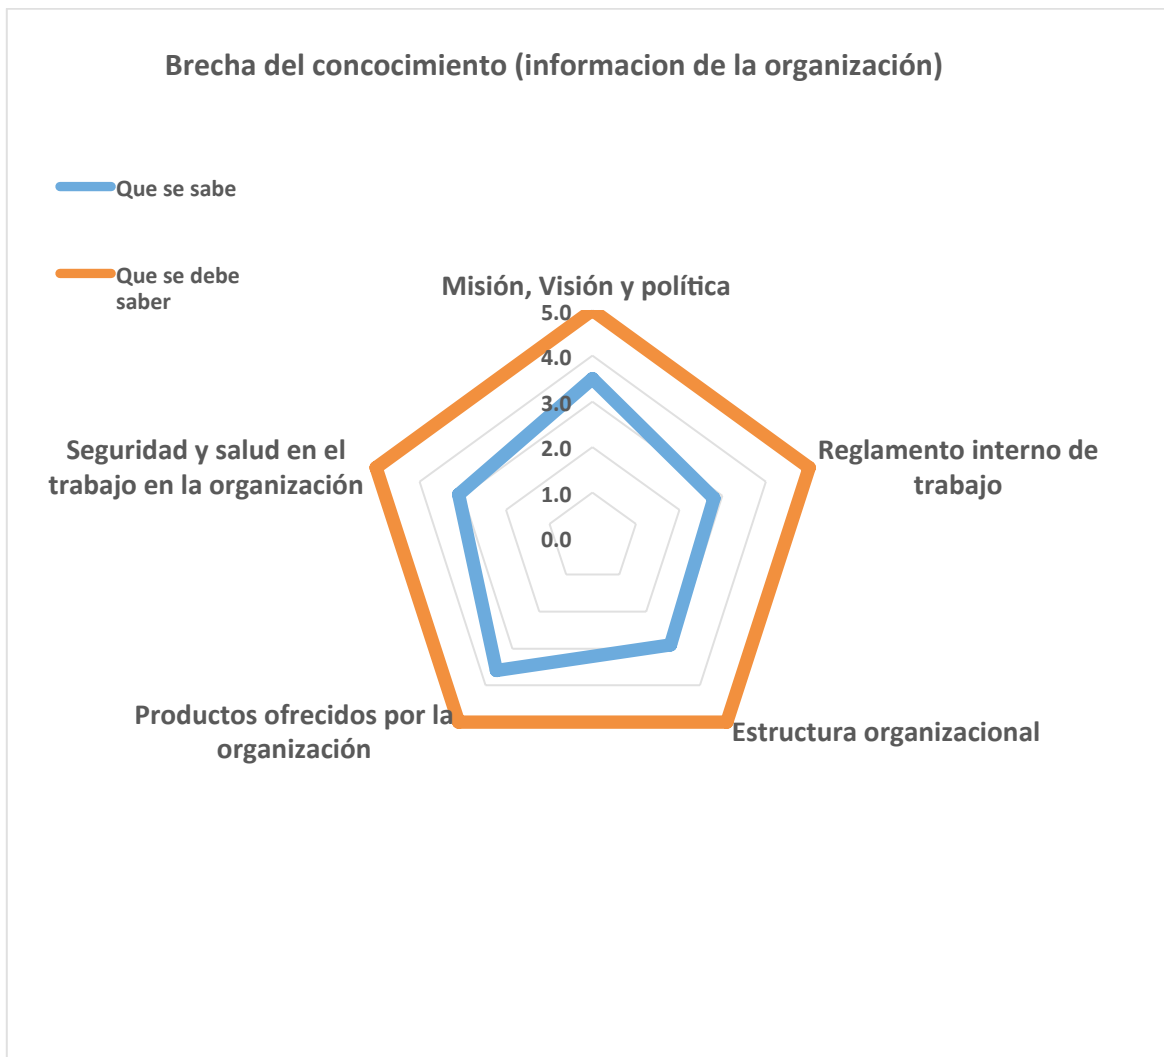 Brecha del concocimiento (informacion de la organización)
Que se sabe
Que se debe
saber
Misión, Visión y política
5.0
4.0
3.0
2.0
1.0
0.0
Reglamento interno de
trabajo
Estructura organizacional
Productos ofrecidos por la
organización
Seguridad y salud en el
trabajo en la organización